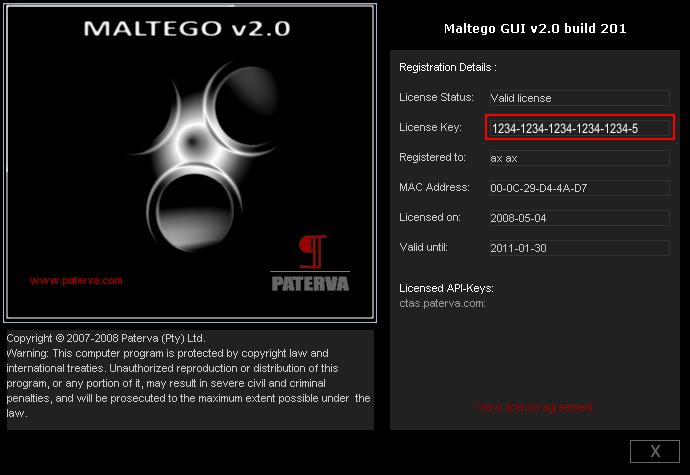 MALTEGO v2.0
www.paterva.com
PATERVA
Copyright © 2007-2008 Paterva (Pty) Ltd.
Warning: This computer program is protected by copyright law and
international treaties. Unauthorized reproduction or distribution of this
program, or any portion of it, may result in severe civil and criminal
penalties, and will be prosecuted to the maximum extent possible under the
law.
Maltego GUI v2.0 build 201
Registration Details :
License Status: Valid license
License Key: 1234-1234-1234-1234-1234-5
Registered to: ax ax
MAC Address: 00-0C-29-D4-4A-D7
Licensed on: 2008-05-04
Valid until: 2011-01-30
Licensed API-Keys:
ctas.paterva.com:
View license agreement
X